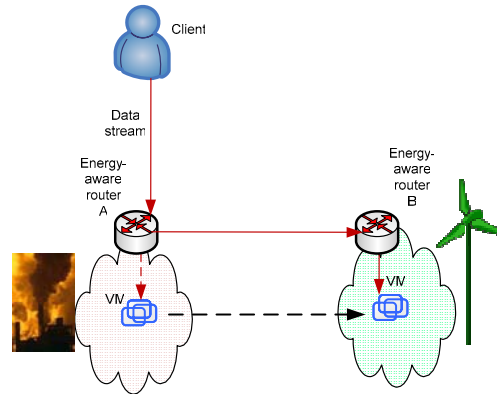 Client
Data
stream
Energy-
aware
router
A
Energy-
aware
router
B
VM
VM